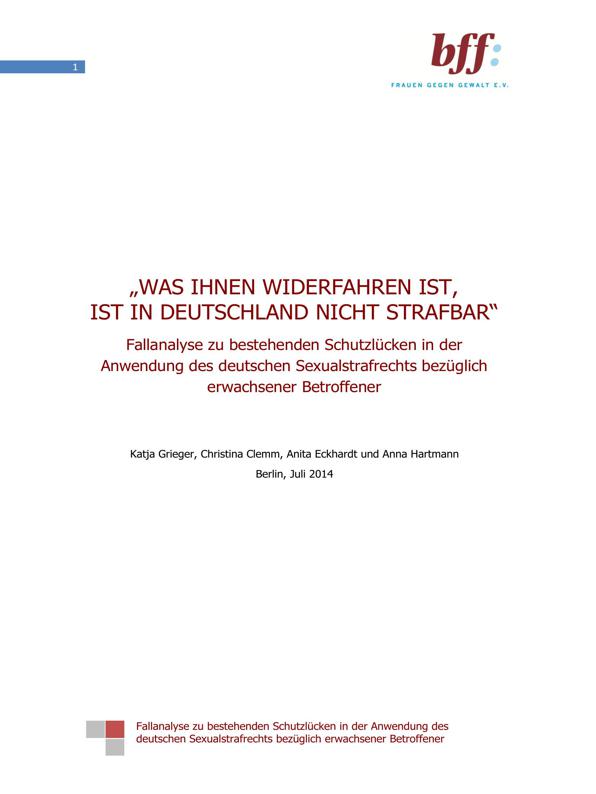 bff:
FRAUEN GEGEN GEWALT E.V.
1
„WAS IHNEN WIDERFAHREN IST,
IST IN DEUTSCHLAND NICHT STRAFBAR“
Fallanalyse zu bestehenden Schutzlücken in der
Anwendung des deutschen Sexualstrafrechts bezüglich
erwachsener Betroffener
Katja Grieger, Christina Clemm, Anita Eckhardt und Anna Hartmann
Berlin, Juli 2014
Fallanalyse zu bestehenden Schutzlücken in der Anwendung des
deutschen Sexualstrafrechts bezüglich erwachsener Betroffener